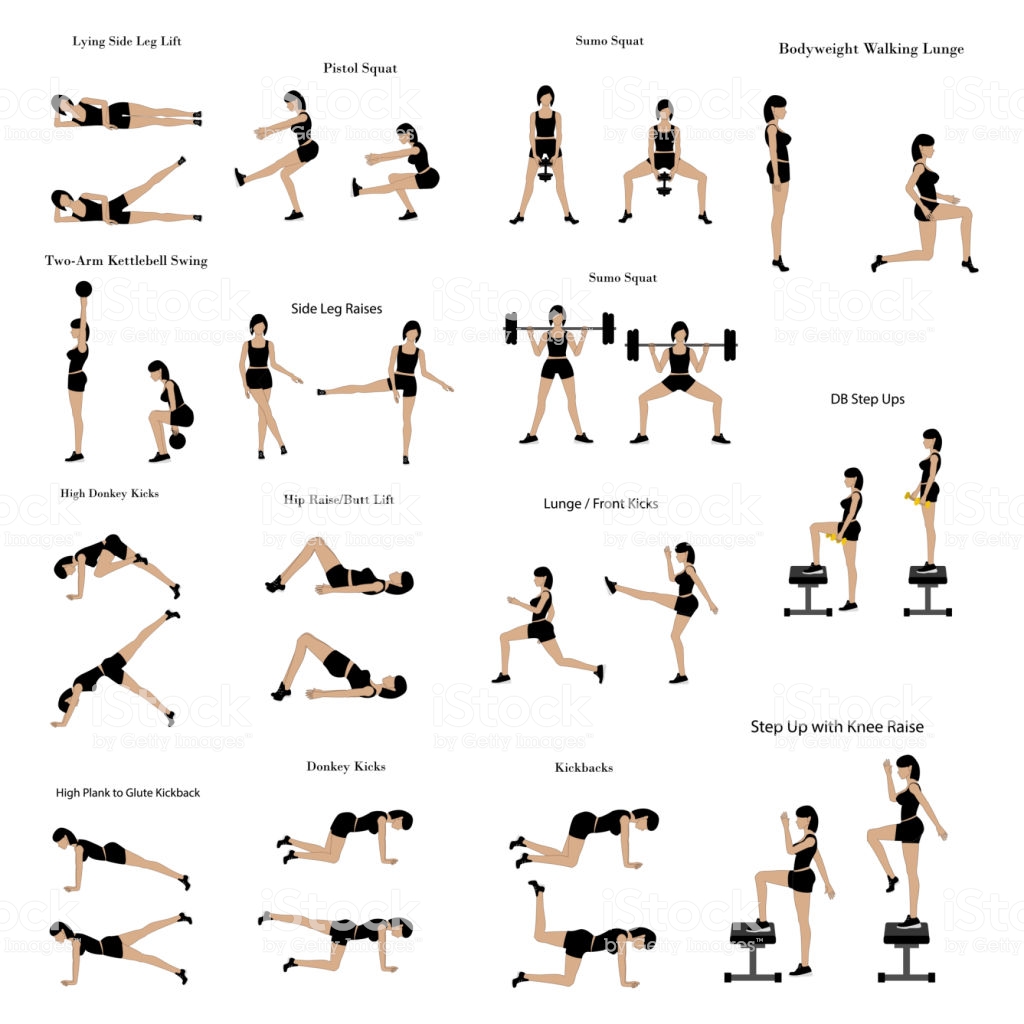 Lying Side Leg Lift
Pistol Squat
Sumo Squat
Bodyweight Walking Lunge
Two-Arm Kettlebell Swing
Side Leg Raises
Sumo Squat
DB Step Ups
High Donkey Kicks
Hip Raise/Butt Lift
Lunge / Front Kicks
Step Up with Knee Raise
High Plank to Glute Kickback
Donkey Kicks
Kickbacks
TM
iStock
by Getty Images™